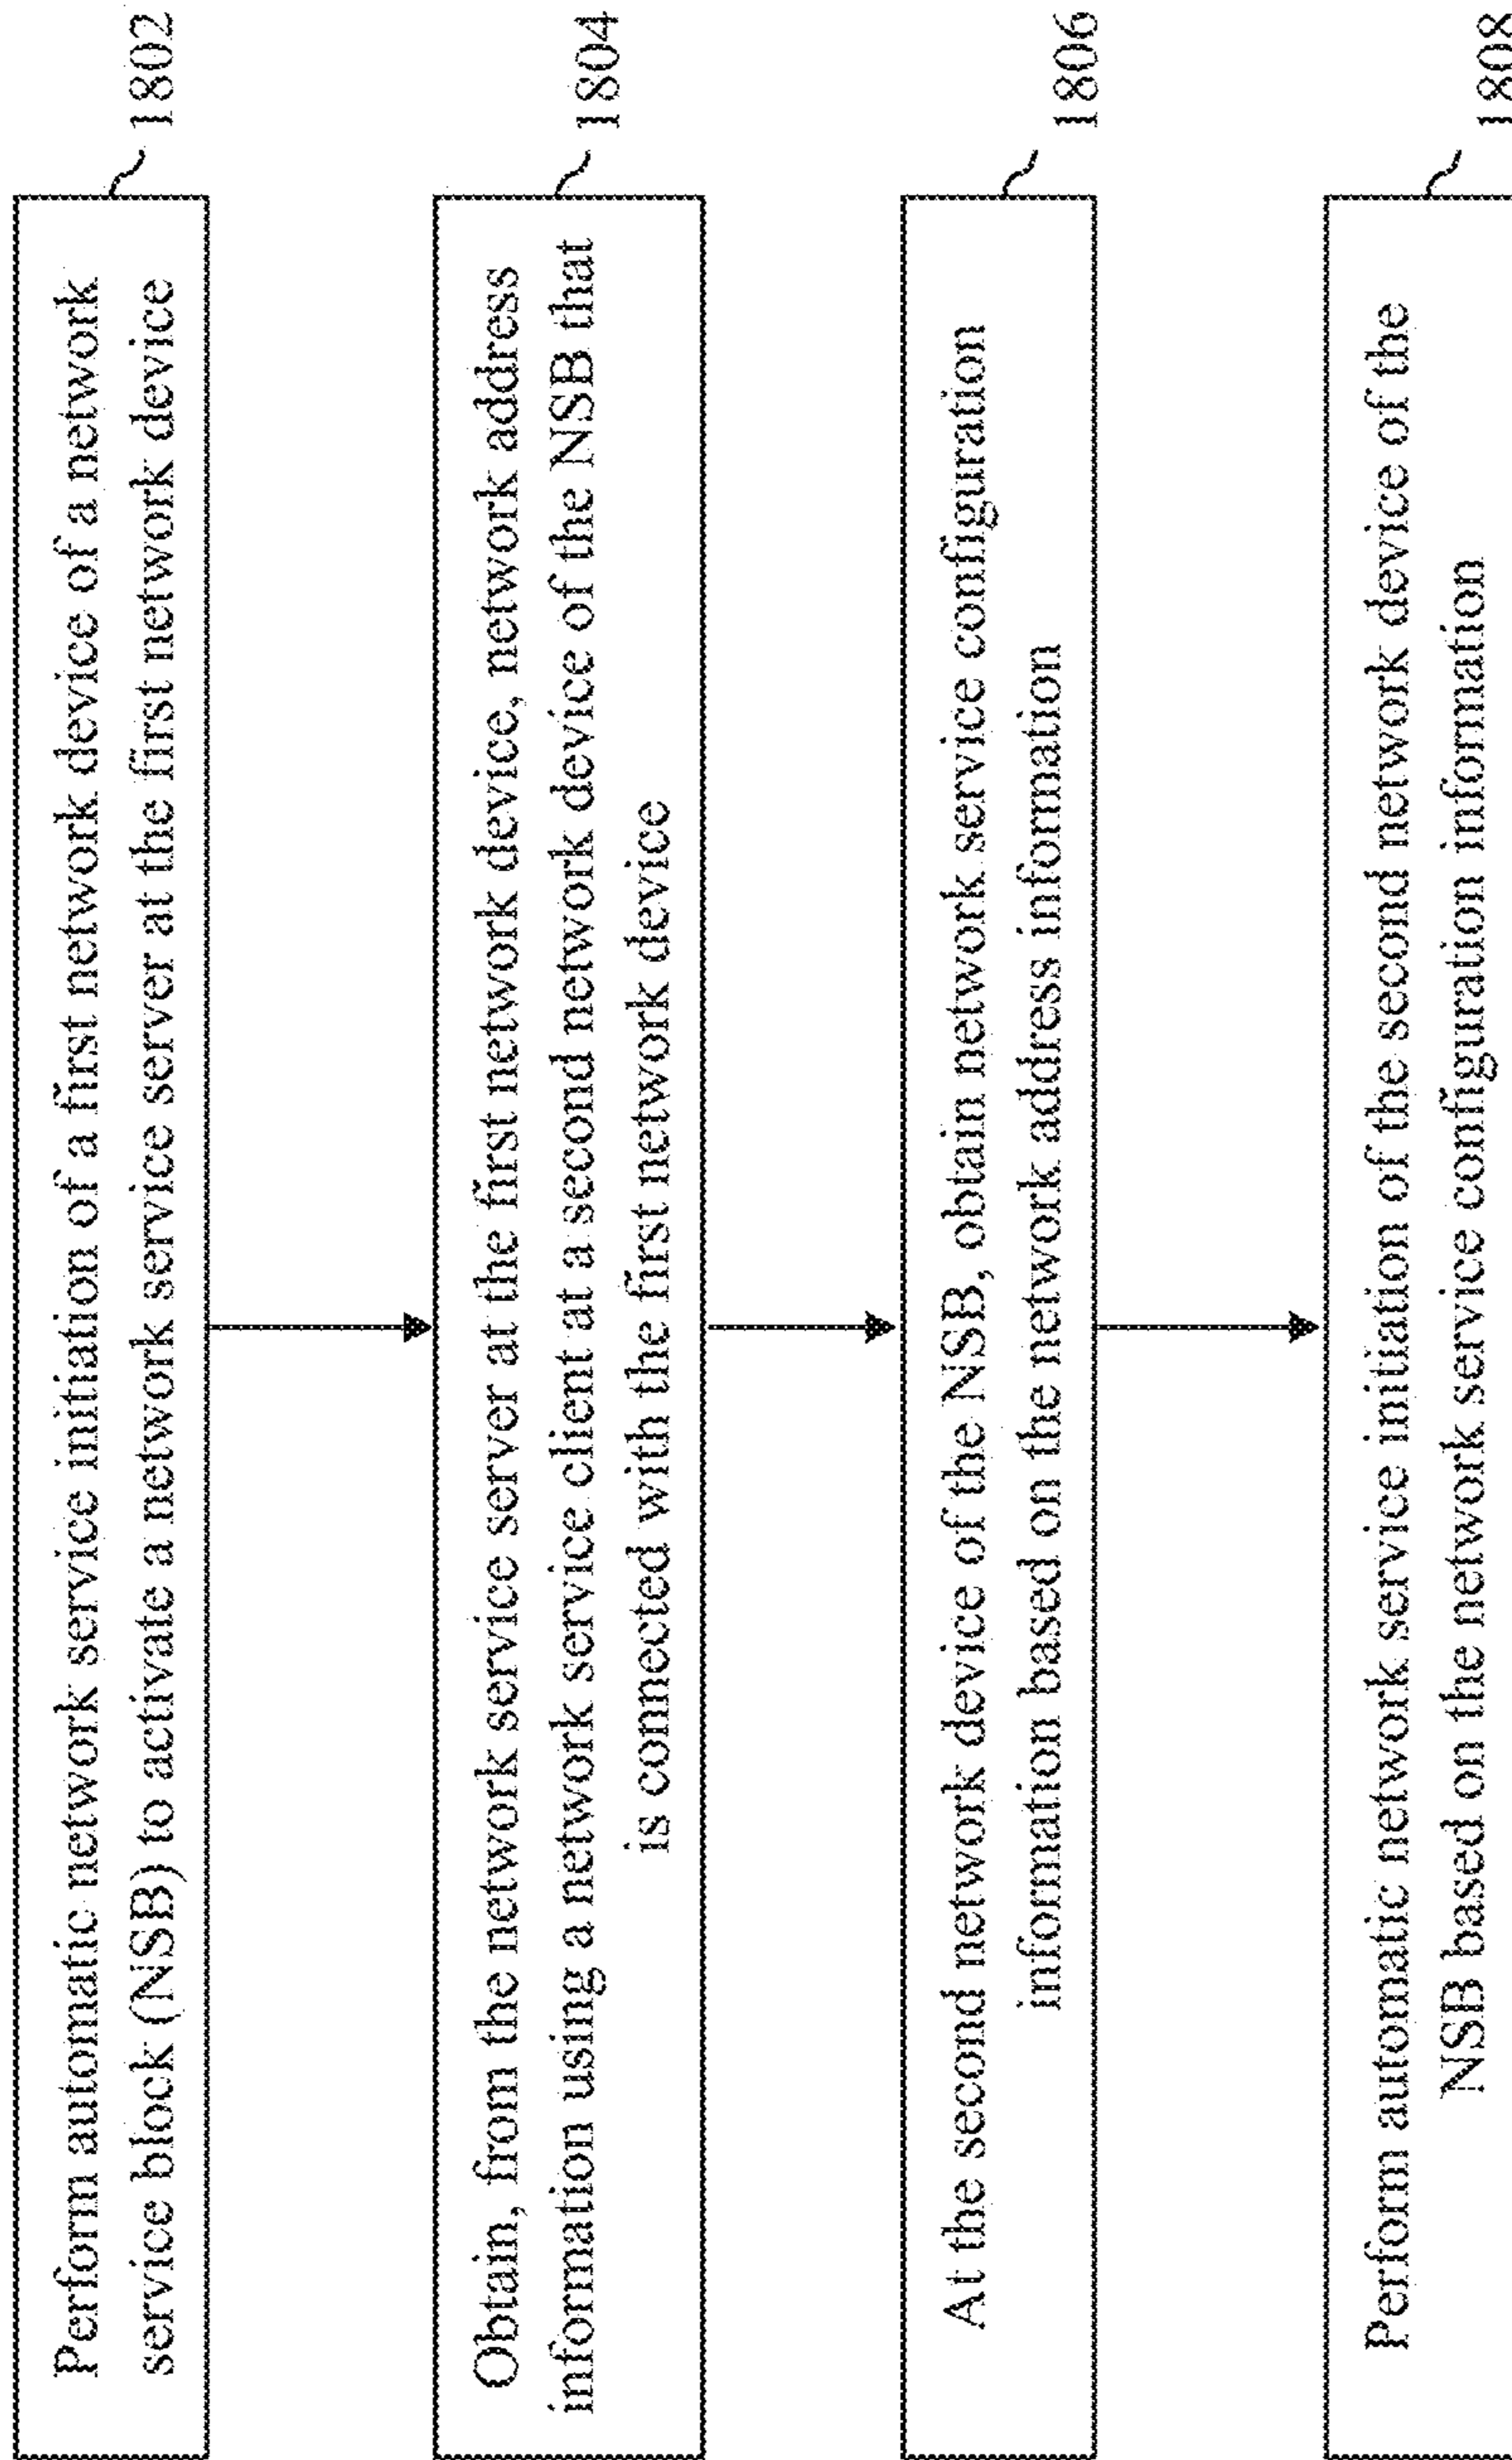 Perform automatic network service initiation of a first network device of a network
service block (NSB) to activate a network service server at the first network device
1802
Obtain, from the network service server at the first network device, network address
information using a network service client at a second network device of the NSB that
is connected with the first network device
1804
At the second network device of the NSB, obtain network service configuration
information based on the network address information
1806
Perform automatic network service initiation of the second network device of the
NSB based on the network service configuration information
1808